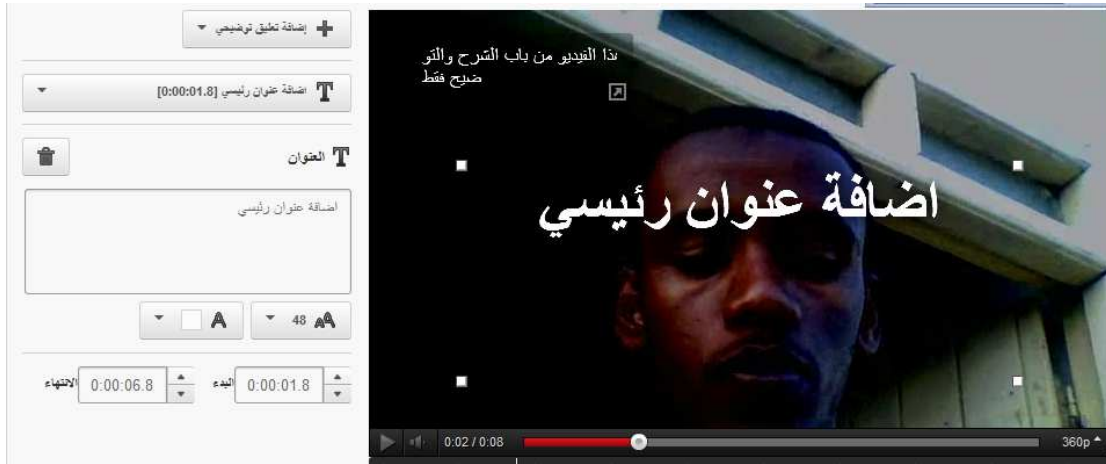 إضافة تعليق توضيحي
اضافة عنوان رئيسي [0:00:01.8]
العنوان
اضافة عنوان رئيسي
48
A
البدء 0:00:01.8
الانتهاء 0:00:06.8
ذا الفيديو من باب الشرح والتو
ضيح فقط
اضافة عنوان رئيسي
0:02 / 0:08
360p